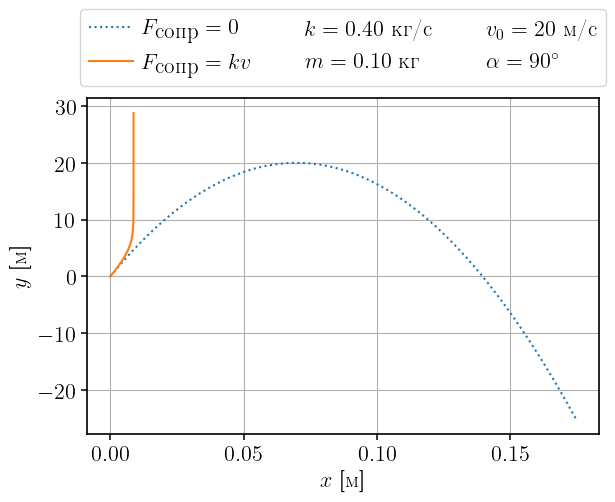 F_сопр = 0 k = 0.40 кг/с v_0 = 20 м/с
F_сопр = kv m = 0.10 кг α = 90°
30
20
10
0
−10
−20
y [м]
0.00 0.05 0.10 0.15
x [м]